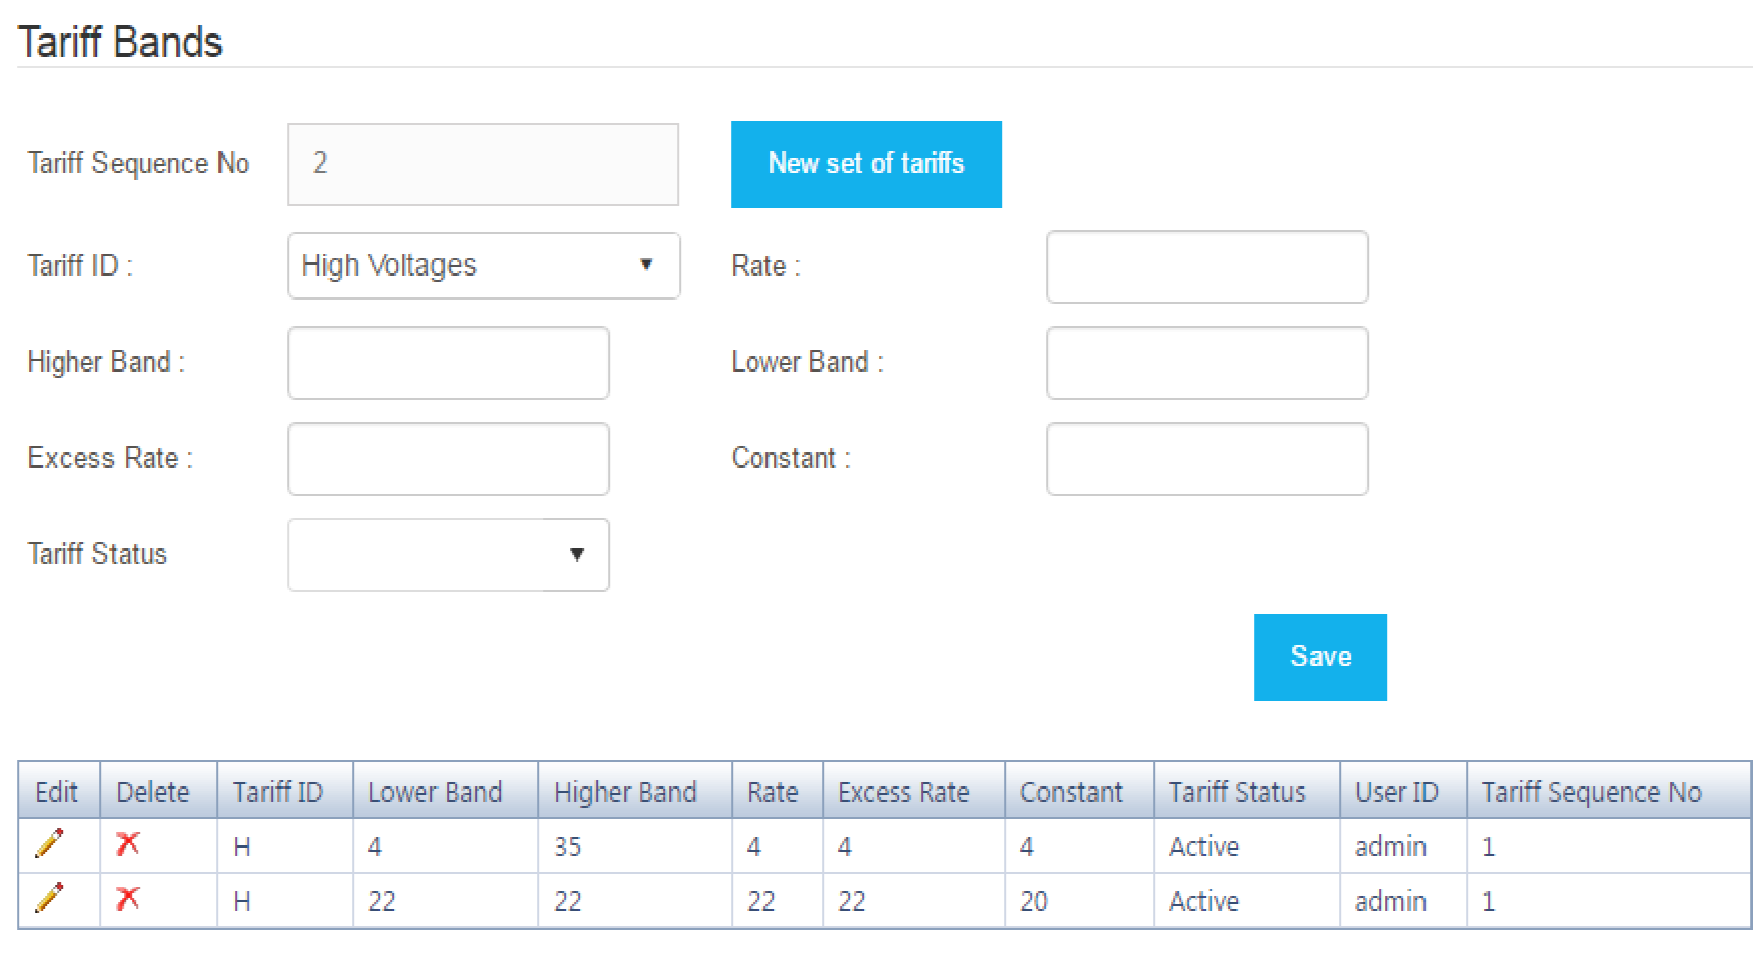 Tariff Bands
Tariff Sequence No 2 New set of tariffs
Tariff ID : High Voltages Rate :
Higher Band : Lower Band :
Excess Rate : Constant :
Tariff Status
Save
Edit Delete Tariff ID Lower Band Higher Band Rate Excess Rate Constant Tariff Status User ID Tariff Sequence No
H 4 35 4 4 4 Active admin 1
H 22 22 22 22 20 Active admin 1